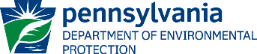 pennsylvania
DEPARTMENT OF ENVIRONMENTAL
PROTECTION